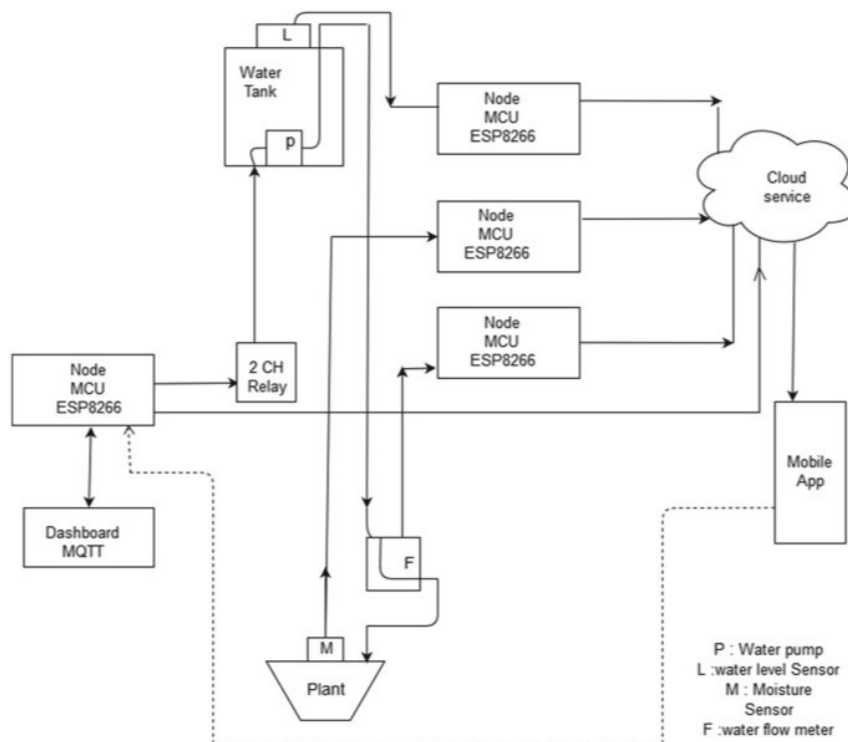 L
Water
Tank
p
Node
MCU
ESP8266
Cloud
service
Node
MCU
ESP8266
Node
MCU
ESP8266
2 CH
Relay
Node
MCU
ESP8266
Mobile
App
Dashboard
MQTT
F
M
Plant
P : Water pump
L :water level Sensor
M : Moisture
Sensor
F :water flow meter